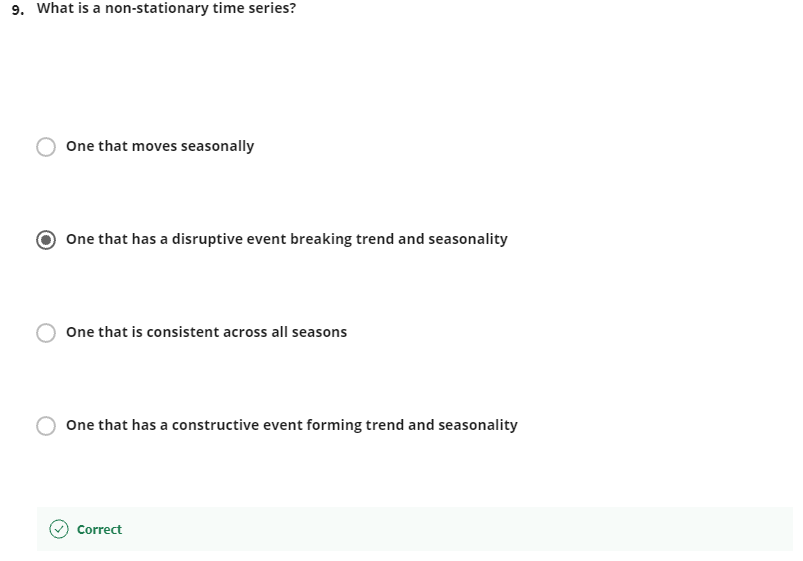 9. What is a non-stationary time series?
One that moves seasonally
One that has a disruptive event breaking trend and seasonality
One that is consistent across all seasons
One that has a constructive event forming trend and seasonality
Correct